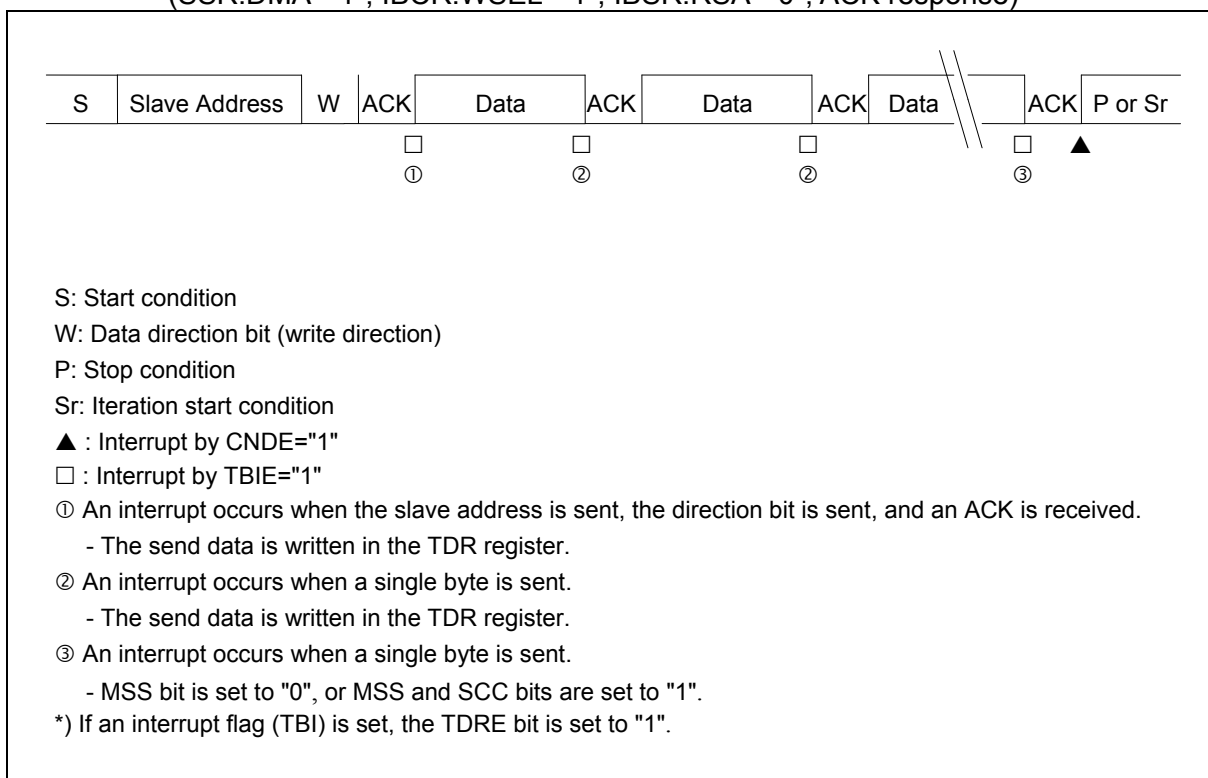 S Slave Address W ACK Data ACK Data ACK Data ACK P or Sr
□ □ □ □ ▲
① ② ② ③
S: Start condition
W: Data direction bit (write direction)
P: Stop condition
Sr: Iteration start condition
▲ : Interrupt by CNDE="1"
□ : Interrupt by TBIE="1"
① An interrupt occurs when the slave address is sent, the direction bit is sent, and an ACK is received.
- The send data is written in the TDR register.
② An interrupt occurs when a single byte is sent.
- The send data is written in the TDR register.
③ An interrupt occurs when a single byte is sent.
- MSS bit is set to "0", or MSS and SCC bits are set to "1".
*) If an interrupt flag (TBI) is set, the TDRE bit is set to "1".